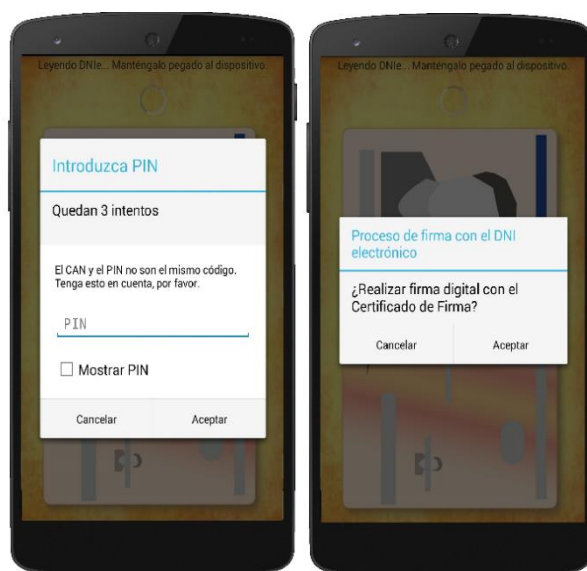 Leyendo DNIe... Manténgalo pegado al dispositivo.
Introduzca PIN
Quedan 3 intentos
El CAN y el PIN no son el mismo código.
Tenga esto en cuenta, por favor.
PIN
Mostrar PIN
Cancelar Aceptar
Leyendo DNIe... Manténgalo pegado al dispositivo.
Proceso de firma con el DNI
electrónico
¿Realizar firma digital con el
Certificado de Firma?
Cancelar Aceptar